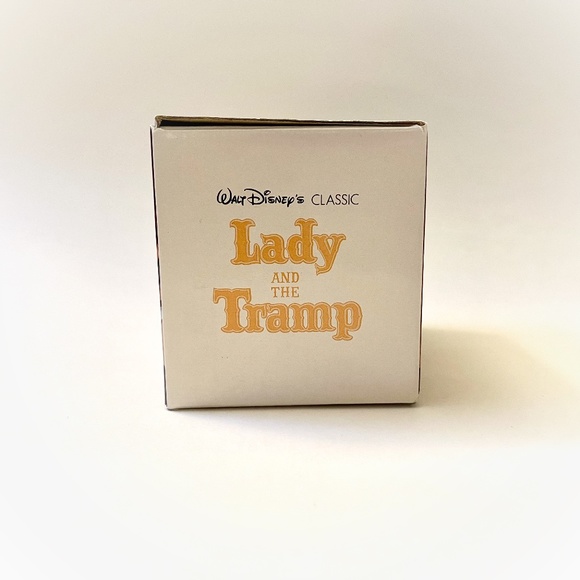 Walt Disney's CLASSIC
Lady
AND
THE
Tramp